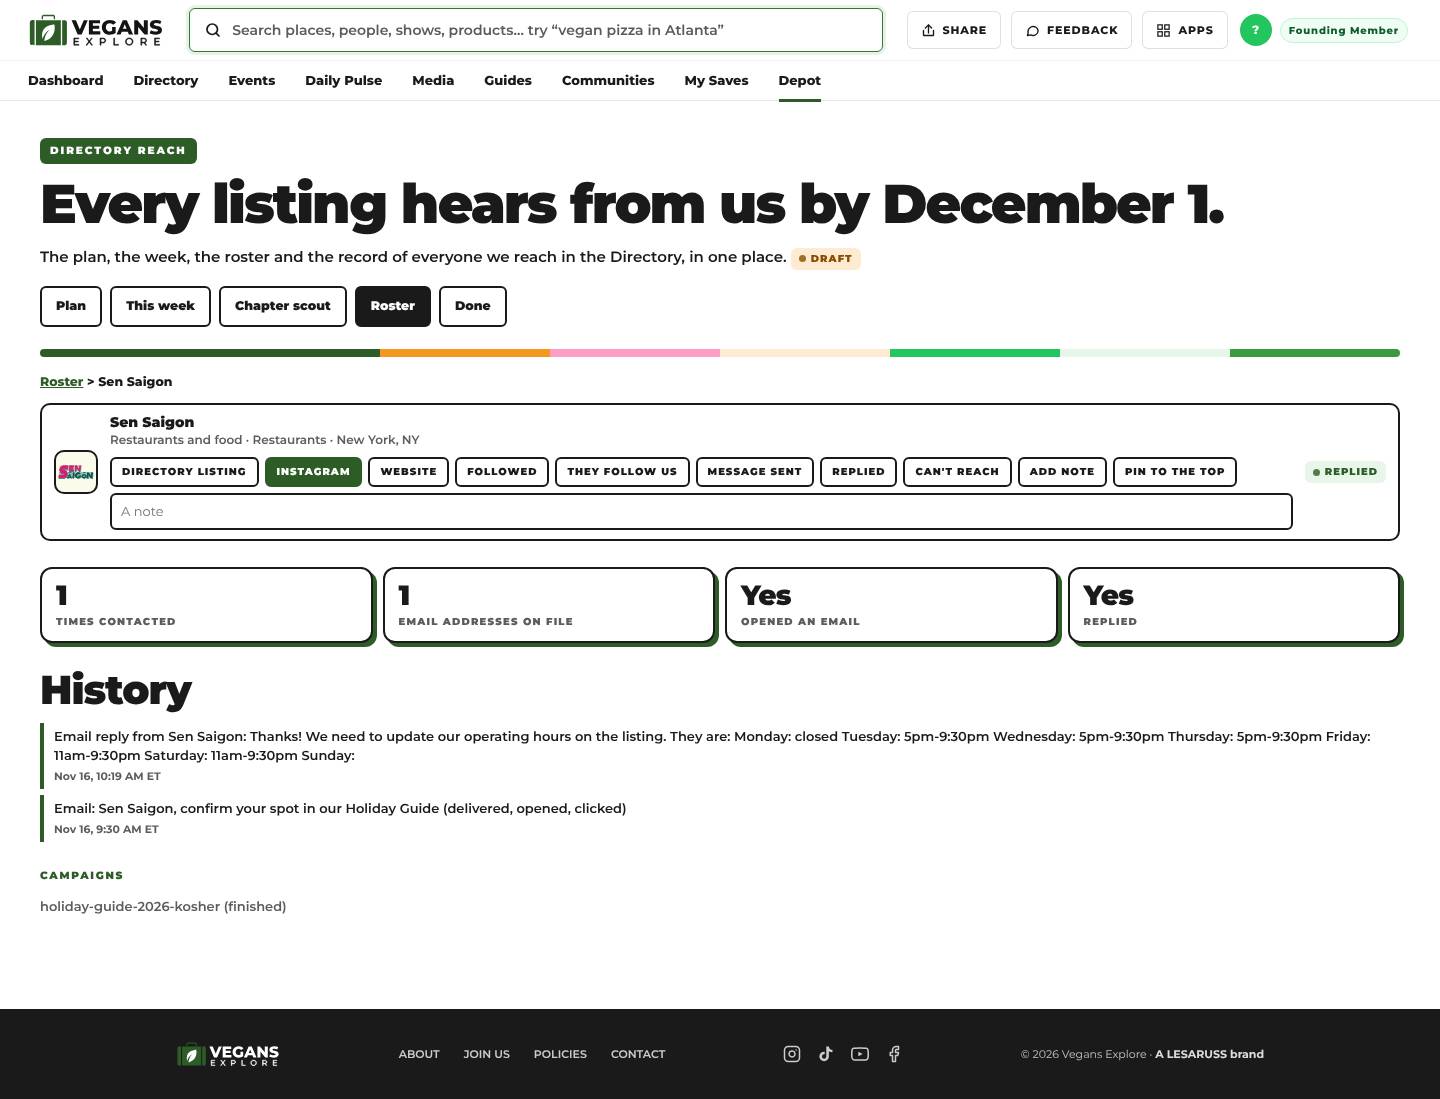 VEGANS
EXPLORE
Search places, people, shows, products... try “vegan pizza in Atlanta”
SHARE
FEEDBACK
APPS
?
Founding Member
Dashboard
Directory
Events
Daily Pulse
Media
Guides
Communities
My Saves
Depot
DIRECTORY REACH
Every listing hears from us by December 1.
The plan, the week, the roster and the record of everyone we reach in the Directory, in one place. DRAFT
Plan
This week
Chapter scout
Roster
Done
Roster > Sen Saigon
SEN
SAIGON
Sen Saigon
Restaurants and food · Restaurants · New York, NY
DIRECTORY LISTING
INSTAGRAM
WEBSITE
FOLLOWED
THEY FOLLOW US
MESSAGE SENT
REPLIED
CAN'T REACH
ADD NOTE
PIN TO THE TOP
REPLIED
A note
1
TIMES CONTACTED
1
EMAIL ADDRESSES ON FILE
Yes
OPENED AN EMAIL
Yes
REPLIED
History
Email reply from Sen Saigon: Thanks! We need to update our operating hours on the listing. They are: Monday: closed Tuesday: 5pm-9:30pm Wednesday: 5pm-9:30pm Thursday: 5pm-9:30pm Friday:
11am-9:30pm Saturday: 11am-9:30pm Sunday:
Nov 16, 10:19 AM ET
Email: Sen Saigon, confirm your spot in our Holiday Guide (delivered, opened, clicked)
Nov 16, 9:30 AM ET
CAMPAIGNS
holiday-guide-2026-kosher (finished)
VEGANS
EXPLORE
ABOUT
JOIN US
POLICIES
CONTACT
© 2026 Vegans Explore · A LESARUSS brand